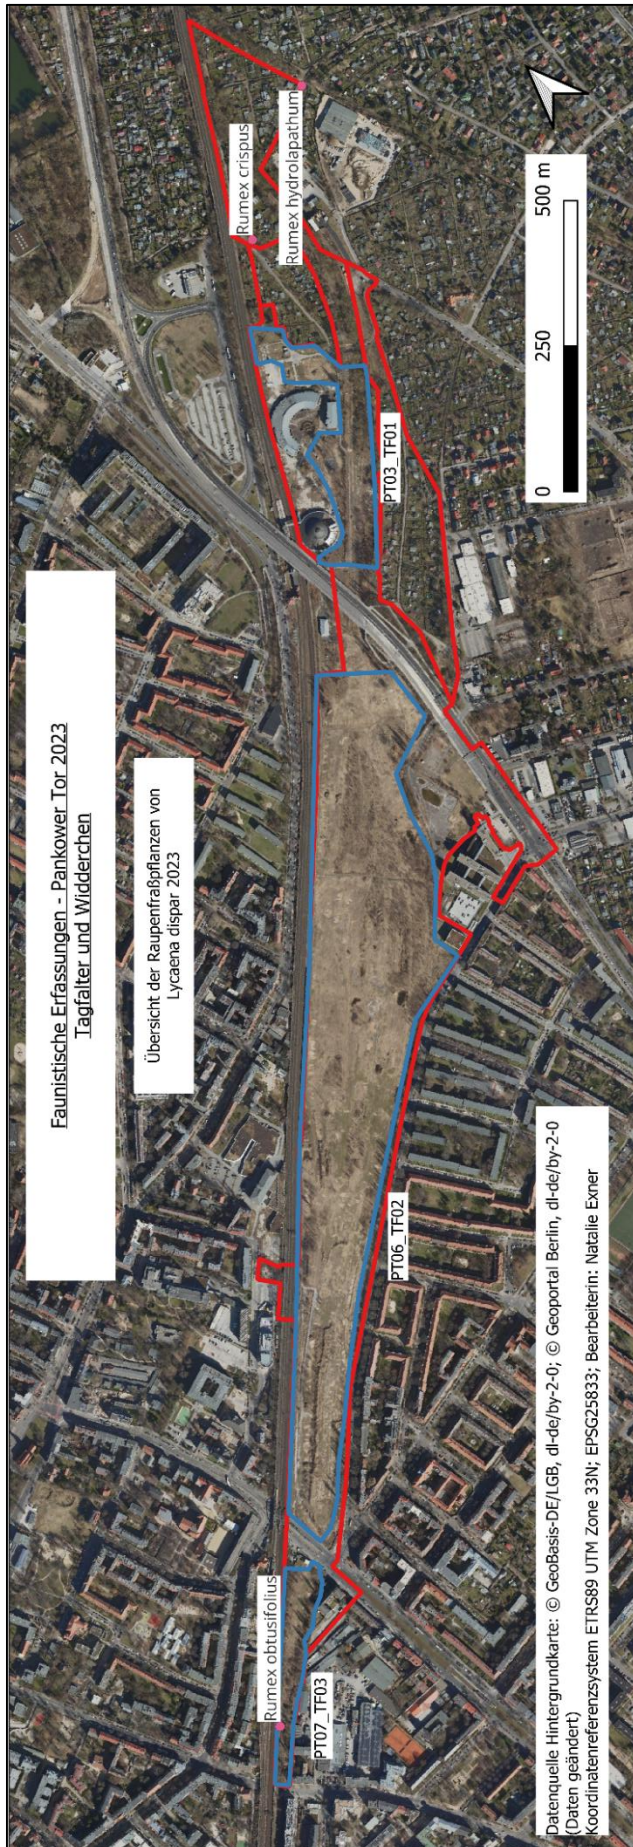 Faunistische Erfassungen - Pankower Tor 2023
Tagfalter und Widderchen
Übersicht der Raupenfraßpflanzen von
Lycaena dispar 2023
Rumex obtusifolius
PT07_TF03
PT06_TF02
PT03_TF01
Rumex crispus
Rumex hydrolapathum
0 250 500 m
Datenquelle Hintergrundkarte: © GeoBasis-DE/LGB, dl-de/by-2-0; © Geoportal Berlin, dl-de/by-2-0
(Daten geändert)
Koordinatenreferenzsystem ETRS89 UTM Zone 33N; EPSG25833; Bearbeiterin: Natalie Exner